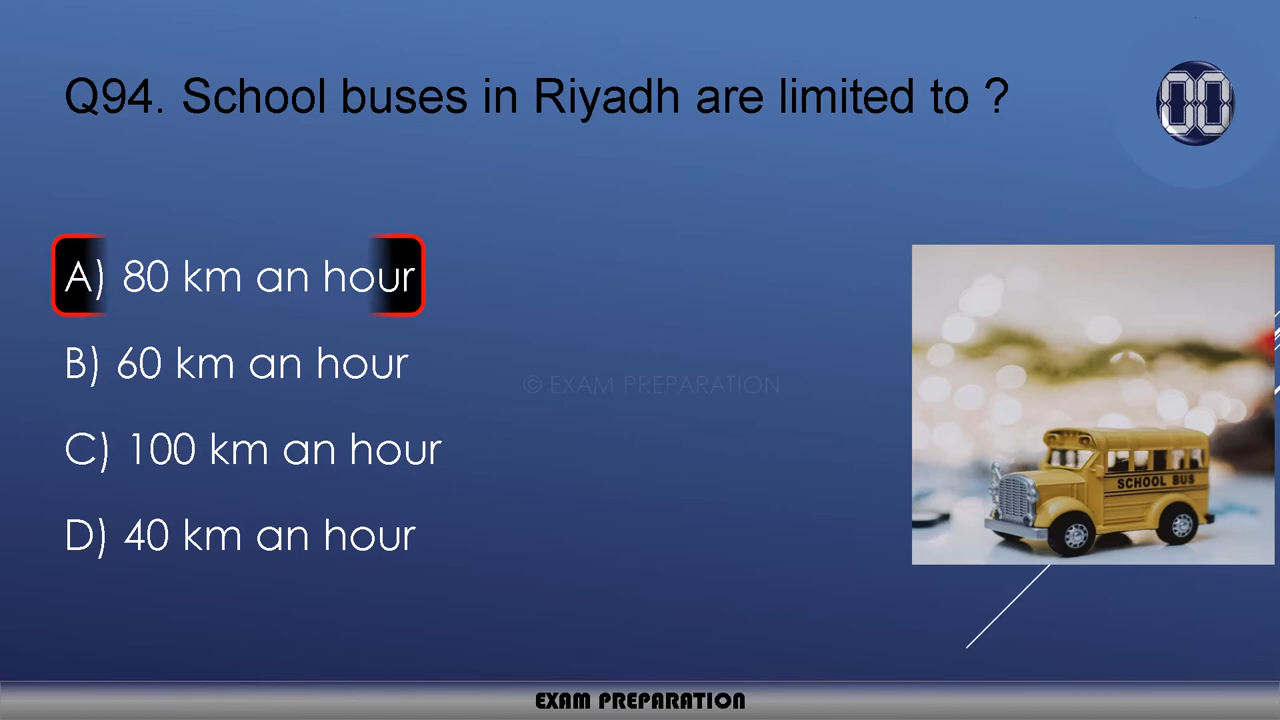 Q94. School buses in Riyadh are limited to ?
00
A) 80 km an hour
B) 60 km an hour
© EXAM PREPARATION
C) 100 km an hour
SCHOOL BUS
D) 40 km an hour
EXAM PREPARATION